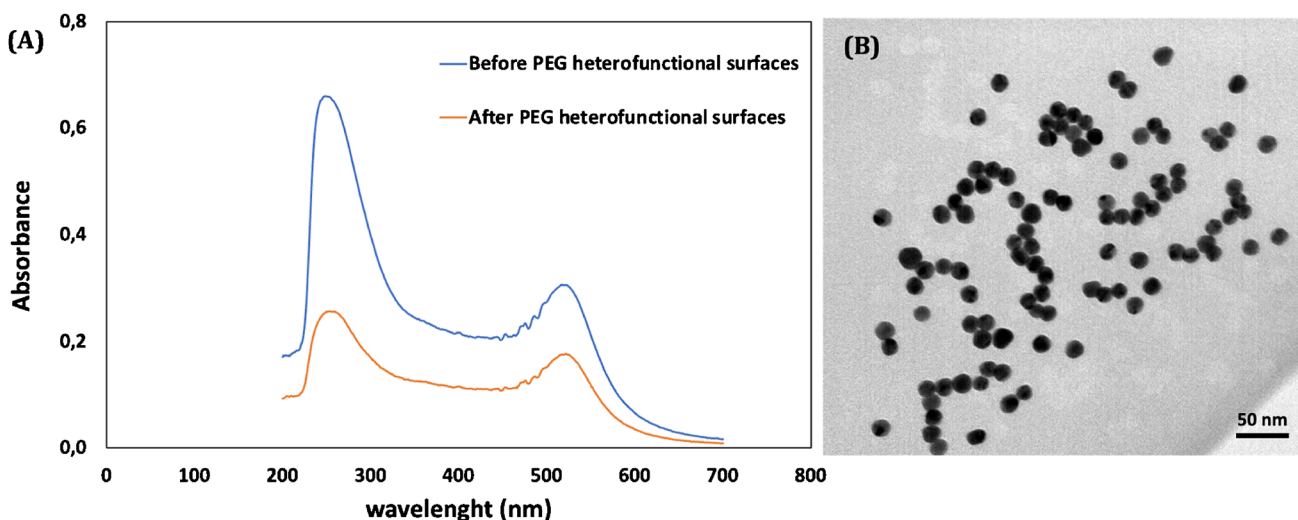 (A)
0,8
0,6
0,4
0,2
0,0
Absorbance
0 100 200 300 400 500 600 700 800
wavelenght (nm)
Before PEG heterofunctional surfaces
After PEG heterofunctional surfaces
(B)
50 nm